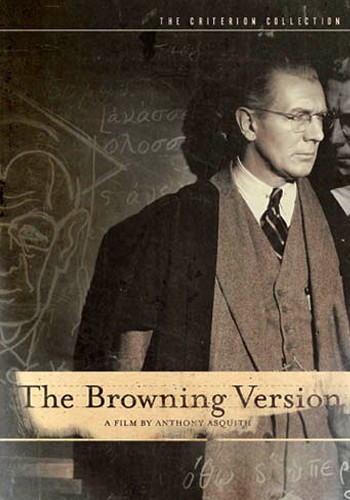 THE CRITERION COLLECTION
The Browning Version
A FILM BY ANTHONY ASQUITH